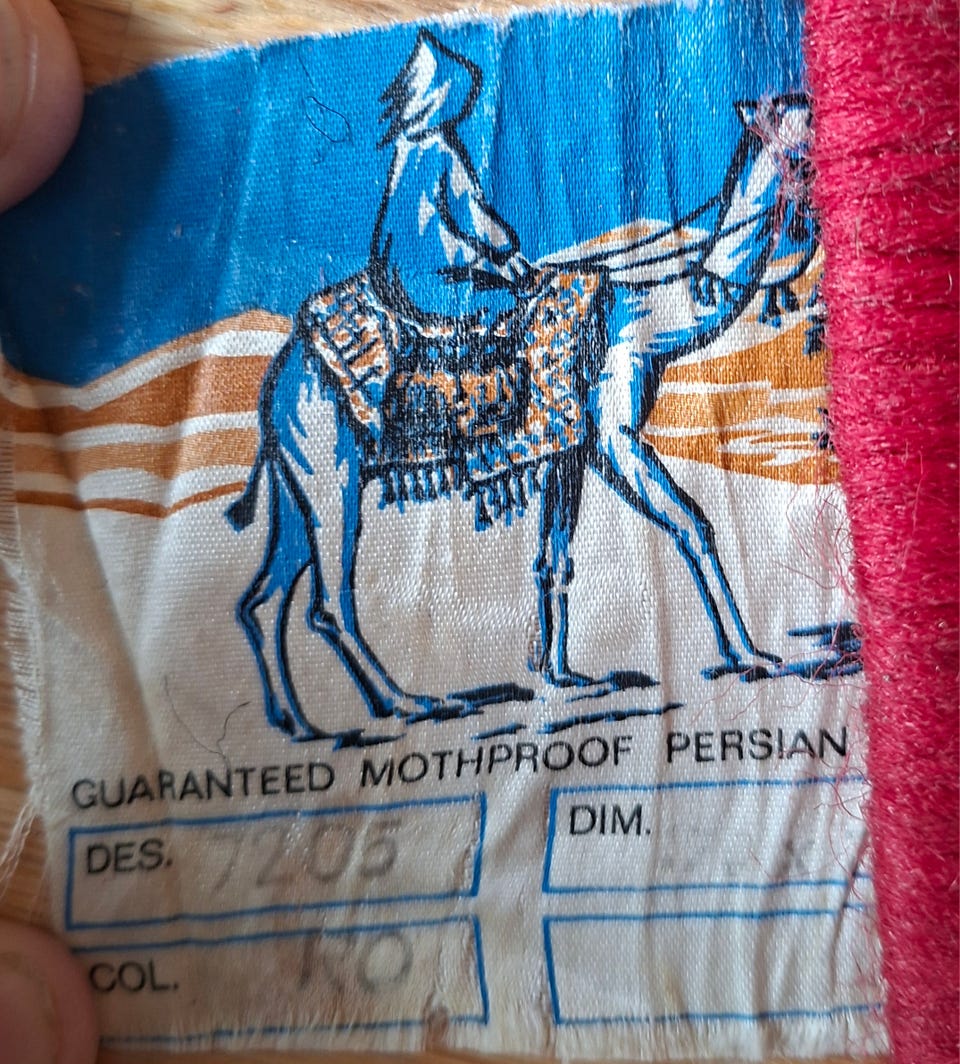 GUARANTEED MOTHPROOF PERSIAN
DES. 7205
DIM.
COL. RO